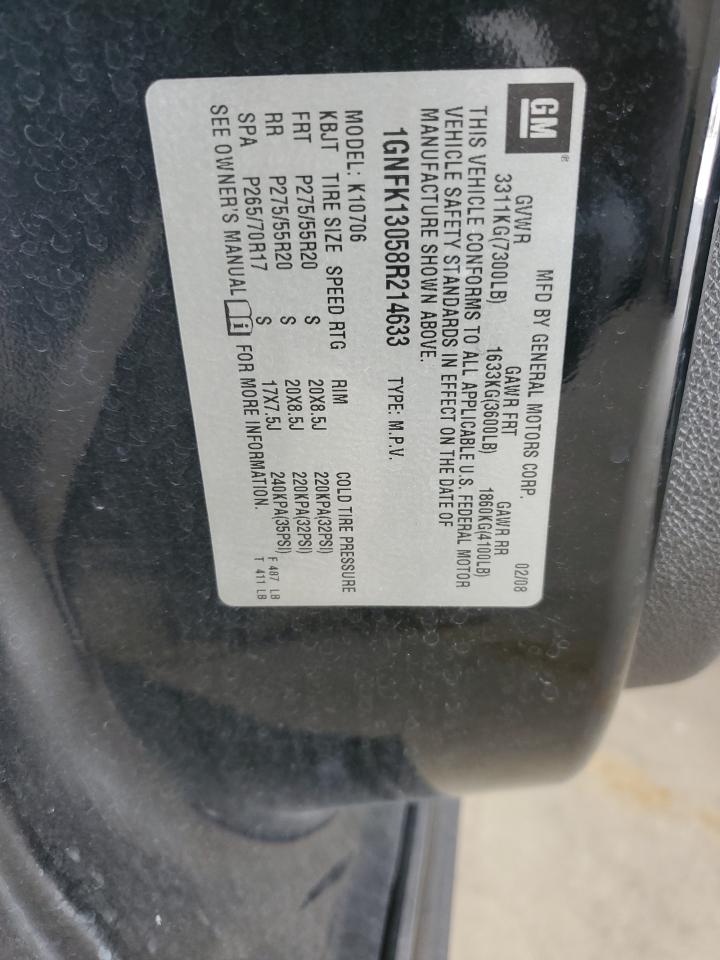 GM®
MFD BY GENERAL MOTORS CORP. 02/08
GVWR GAWR FRT GAWR RR
3311KG(7300LB) 1633KG(3600LB) 1860KG(4100LB)
THIS VEHICLE CONFORMS TO ALL APPLICABLE U.S. FEDERAL MOTOR
VEHICLE SAFETY STANDARDS IN EFFECT ON THE DATE OF
MANUFACTURE SHOWN ABOVE.
1GNFK13058R214633 TYPE: M.P.V.
MODEL: K10706
KBJT TIRE SIZE SPEED RTG RIM COLD TIRE PRESSURE
FRT P275/55R20 S 20X8.5J 220KPA(32PSI)
RR P275/55R20 S 20X8.5J 220KPA(32PSI)
SPA P265/70R17 S 17X7.5J 240KPA(35PSI)
SEE OWNER'S MANUAL i FOR MORE INFORMATION.
F 487 LB
T 411 LB